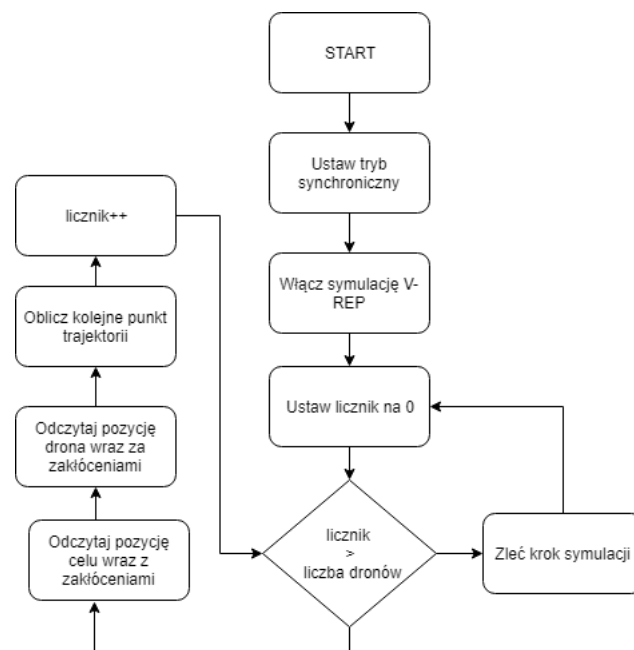 START
Ustaw tryb
synchroniczny
licznik++
Włącz symulację V-
REP
Oblicz kolejne punkt
trajektorii
Ustaw licznik na 0
Odczytaj pozycję
drona wraz za
zakłóceniami
licznik
>
liczba dronów
Zleć krok symulacji
Odczytaj pozycję
celu wraz z
zakłóceniami